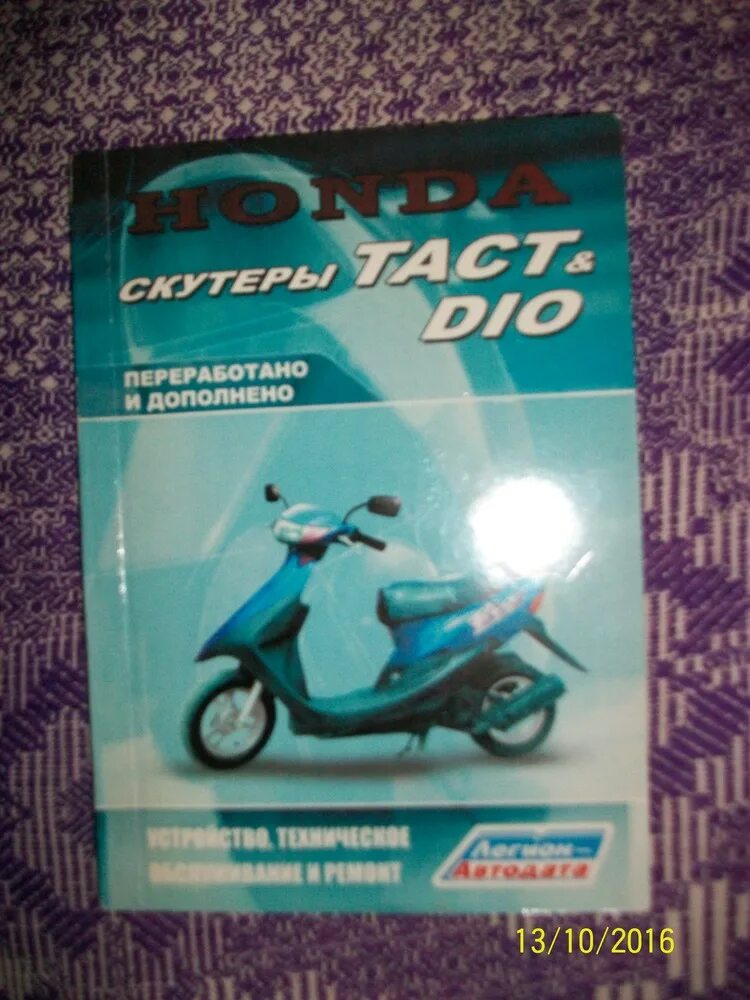 HONDA
СКУТЕРЫ TACT &
DIO
ПЕРЕРАБОТАНО
И ДОПОЛНЕНО
УСТРОЙСТВО, ТЕХНИЧЕСКОЕ
ОБСЛУЖИВАНИЕ И РЕМОНТ
Легион-
Автодата
13/10/2016